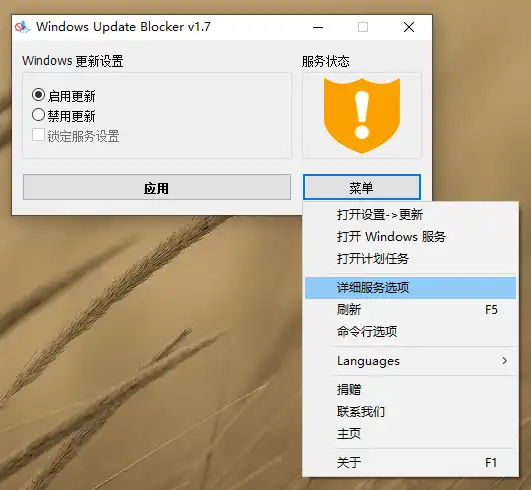 Windows Update Blocker v1.7
Windows 更新设置
服务状态
启用更新
禁用更新
锁定服务设置
应用
菜单
打开设置->更新
打开 Windows 服务
打开计划任务
详细服务选项
刷新 F5
命令行选项
Languages
捐赠
联系我们
主页
关于 F1